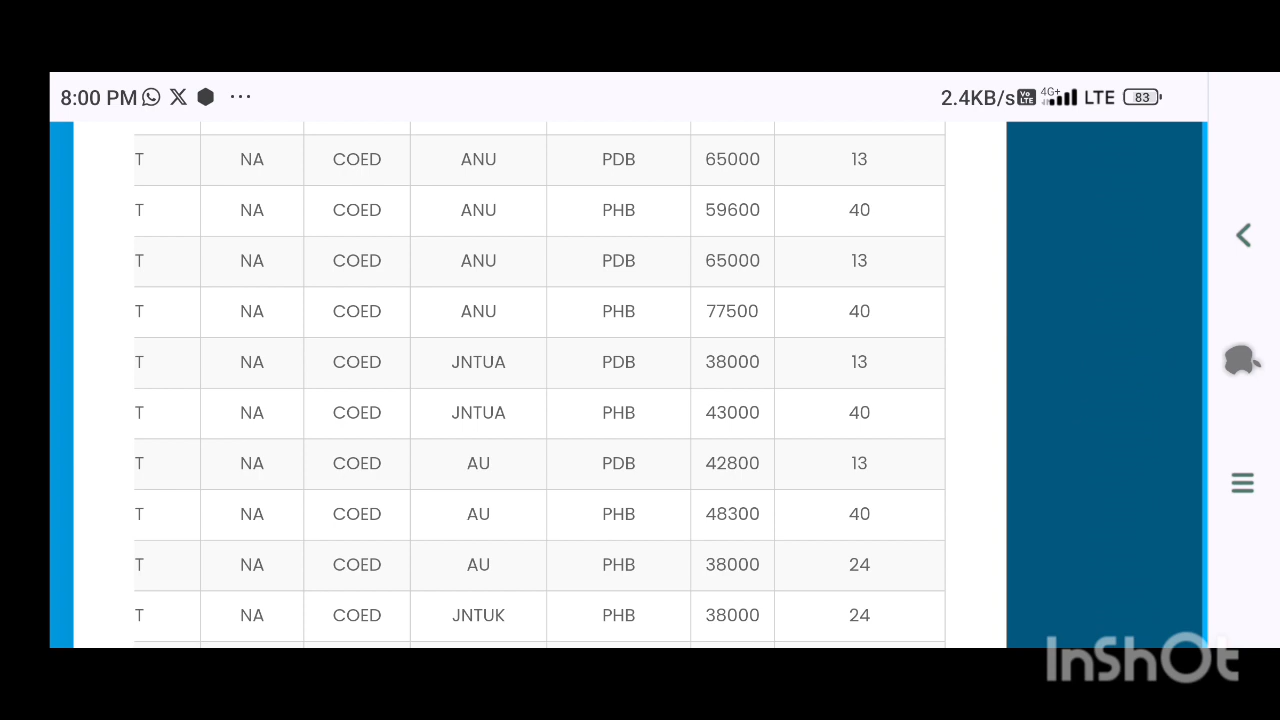 8:00 PM ... 2.4KB/s Vo LTE 4G+ LTE 83
T NA COED ANU PDB 65000 13
T NA COED ANU PHB 59600 40
T NA COED ANU PDB 65000 13
T NA COED ANU PHB 77500 40
T NA COED JNTUA PDB 38000 13
T NA COED JNTUA PHB 43000 40
T NA COED AU PDB 42800 13
T NA COED AU PHB 48300 40
T NA COED AU PHB 38000 24
T NA COED JNTUK PHB 38000 24
InShOt